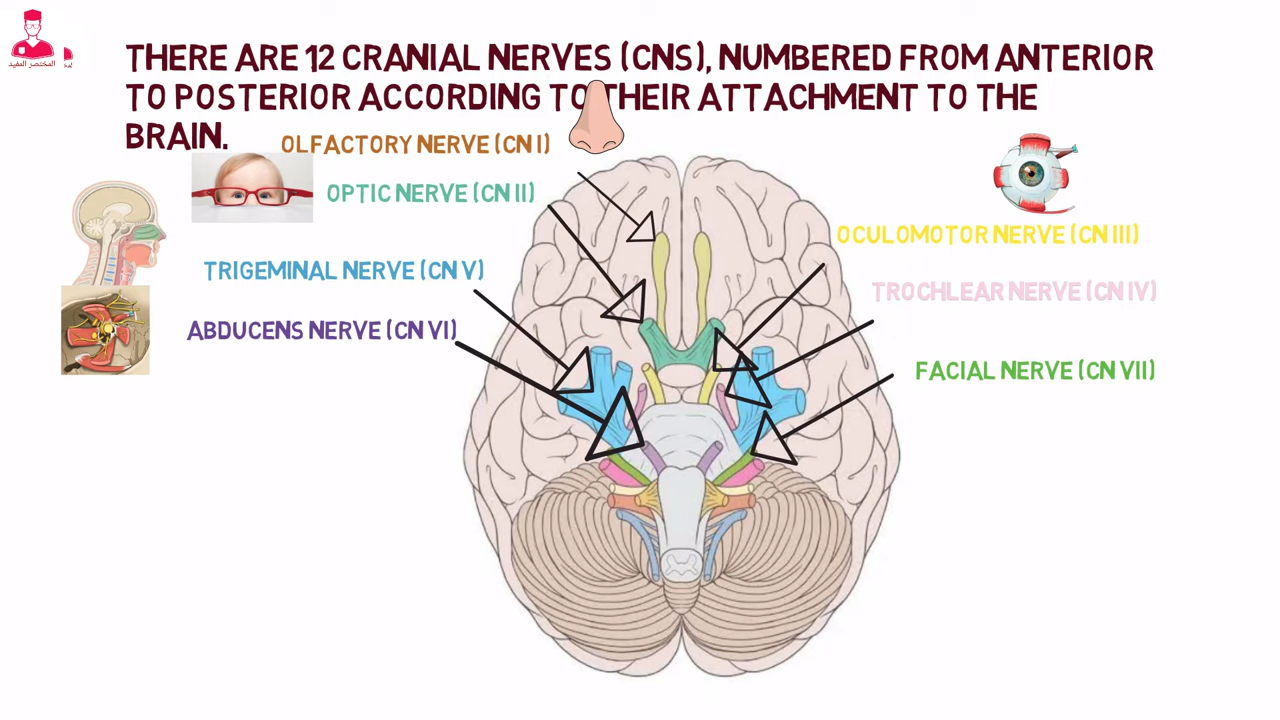 المختصر المفيد
THERE ARE 12 CRANIAL NERVES (CNS), NUMBERED FROM ANTERIOR
TO POSTERIOR ACCORDING TO THEIR ATTACHMENT TO THE
BRAIN.
OLFACTORY NERVE (CN I)
OPTIC NERVE (CN II)
OCULOMOTOR NERVE (CN III)
TRIGEMINAL NERVE (CN V)
TROCHLEAR NERVE (CN IV)
ABDUCENS NERVE (CN VI)
FACIAL NERVE (CN VII)